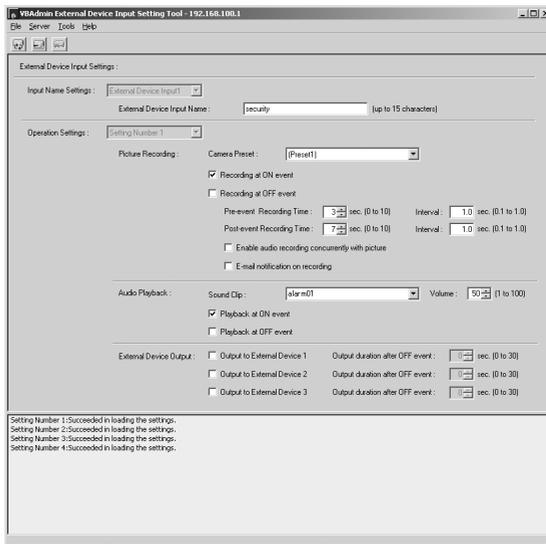 VBAdmin External Device Input Setting Tool - 192.168.100.1
File Server Tools Help
External Device Input Settings :
Input Name Settings : External Device Input1
External Device Input Name : security (up to 15 characters)
Operation Settings : Setting Number 1
Picture Recording : Camera Preset : (Preset1)
Recording at ON event
Recording at OFF event
Pre-event Recording Time : 3 sec. (0 to 10) Interval : 1.0 sec. (0.1 to 1.0)
Post-event Recording Time : 7 sec. (0 to 10) Interval : 1.0 sec. (0.1 to 1.0)
Enable audio recording concurrently with picture
E-mail notification on recording
Audio Playback : Sound Clip : alarm01 Volume : 50 (1 to 100)
Playback at ON event
Playback at OFF event
External Device Output : Output to External Device 1 Output duration after OFF event : 0 sec. (0 to 30)
Output to External Device 2 Output duration after OFF event : 0 sec. (0 to 30)
Output to External Device 3 Output duration after OFF event : 0 sec. (0 to 30)
Setting Number 1:Succeeded in loading the settings.
Setting Number 2:Succeeded in loading the settings.
Setting Number 3:Succeeded in loading the settings.
Setting Number 4:Succeeded in loading the settings.